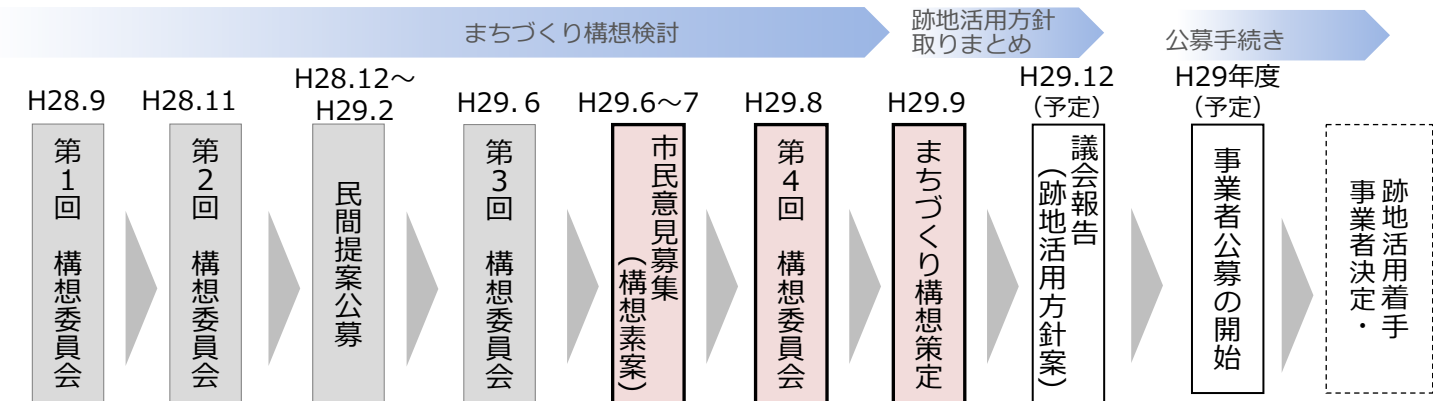 まちづくり構想検討
跡地活用方針
取りまとめ
公募手続き
H28.9
H28.11
H28.12～
H29.2
H29. 6
H29.6～7
H29.8
H29.9
H29.12
（予定）
H29年度
（予定）
第1回　構想委員会
第2回　構想委員会
民間提案公募
第3回　構想委員会
市民意見募集
（構想素案）
第4回　構想委員会
まちづくり構想策定
議会報告
（跡地活用方針案）
事業者公募の開始
跡地活用着手
事業者決定・